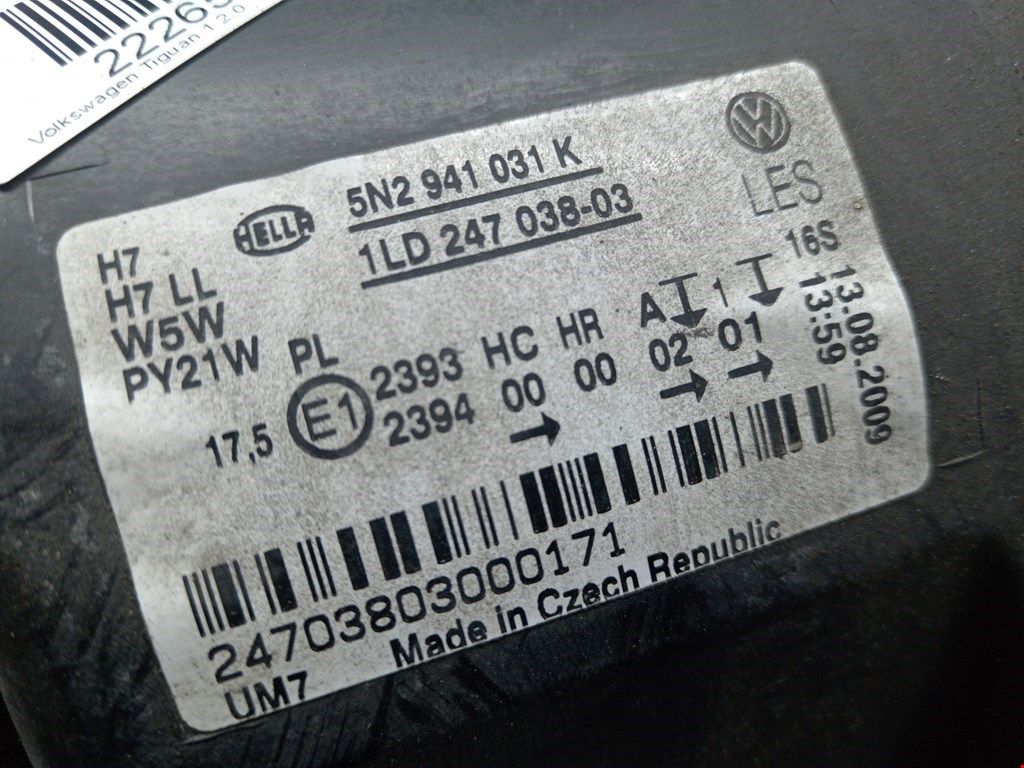 Volkswagen Tiguan 1 2.0
HELLA
5N2 941 031 K
1LD 247 038-03
LES
H7
H7 LL
W5W
PY21W PL
17,5 E1 2393 HC HR A 1
2394 00 00 02 01
16S
13:59
13.08.2009
24703803000171
Made in Czech Republic
UM7